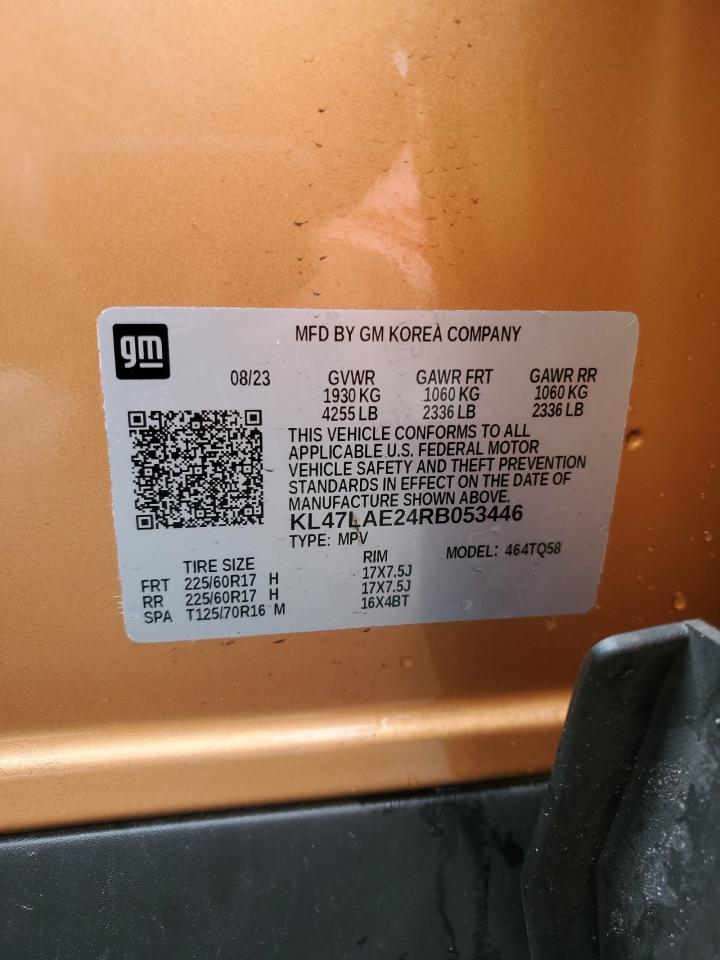 gm
MFD BY GM KOREA COMPANY
08/23 GVWR GAWR FRT GAWR RR
1930 KG 1060 KG 1060 KG
4255 LB 2336 LB 2336 LB
THIS VEHICLE CONFORMS TO ALL
APPLICABLE U.S. FEDERAL MOTOR
VEHICLE SAFETY AND THEFT PREVENTION
STANDARDS IN EFFECT ON THE DATE OF
MANUFACTURE SHOWN ABOVE.
KL47LAE24RB053446
TYPE: MPV MODEL: 464TQ58
TIRE SIZE RIM
FRT 225/60R17 H 17X7.5J
RR 225/60R17 H 17X7.5J
SPA T125/70R16 M 16X4BT